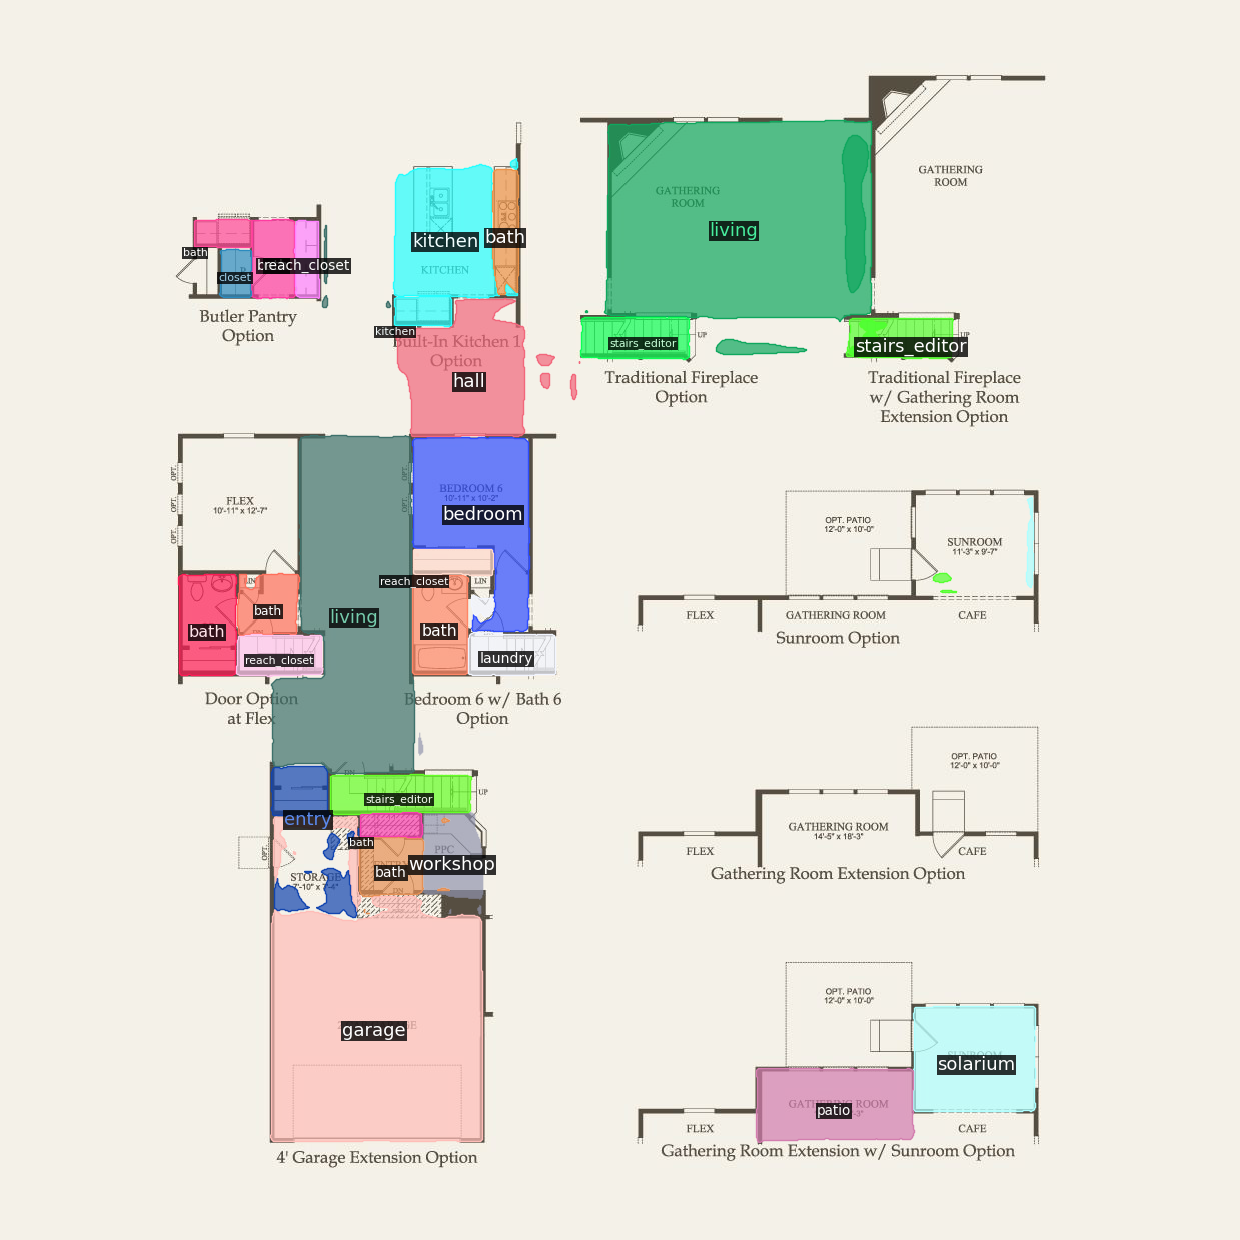 GATHERING
ROOM
GATHERING
ROOM
living
kitchen
bath
KITCHEN
bath
closet
reach_closet
Butler Pantry
Option
kitchen
Built-In Kitchen 1
Option
hall
stairs_editor
UP
stairs_editor
Traditional Fireplace
Option
Traditional Fireplace
w/ Gathering Room
Extension Option
OPT.
OPT.
OPT.
FLEX
10'-11" x 12'-7"
OPT.
OPT.
BEDROOM 6
10'-11" x 10'-2"
bedroom
OPT. PATIO
12'-0" x 10'-0"
SUNROOM
11'-3" x 9'-7"
FLEX
GATHERING ROOM
CAFE
Sunroom Option
LIN
bath
bath
DN
reach_closet
living
reach_closet
LIN
bath
laundry
Door Option
at Flex
Bedroom 6 w/ Bath 6
Option
DN
stairs_editor
UP
entry
OPT.
STORAGE
bath
bath
workshop
PPC
DN
garage
4' Garage Extension Option
OPT. PATIO
12'-0" x 10'-0"
GATHERING ROOM
14'-5" x 18'-3"
FLEX
CAFE
Gathering Room Extension Option
OPT. PATIO
12'-0" x 10'-0"
SUNROOM
solarium
GATHERING ROOM
patio
FLEX
CAFE
Gathering Room Extension w/ Sunroom Option